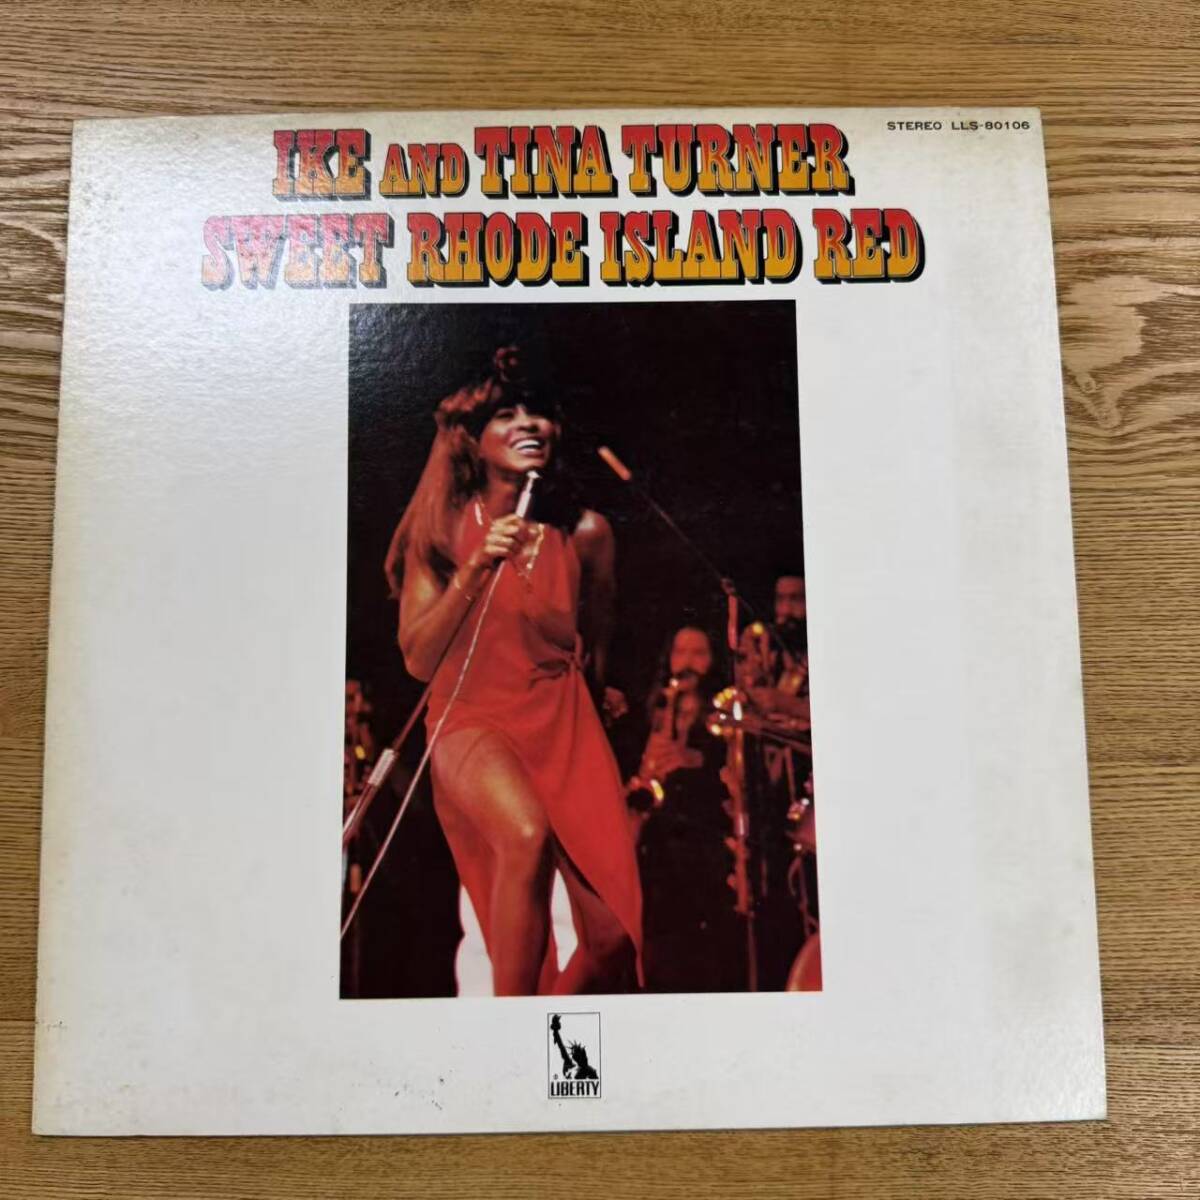 STEREO LLS-80106
IKE AND TINA TURNER
SWEET RHODE ISLAND RED
LIBERTY